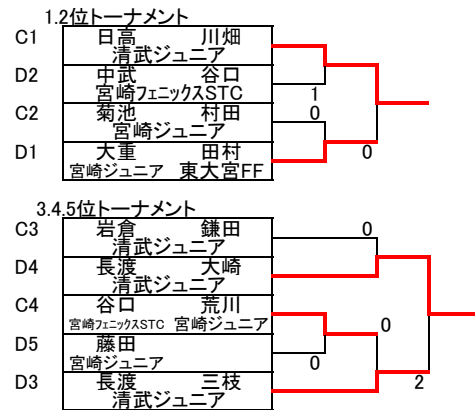 1.2位トーナメント
C1 日高 川畑
清武ジュニア
D2 中武 谷口
宮崎フェニックスSTC 1
C2 菊池 村田 0
宮崎ジュニア
D1 大重 田村 0
宮崎ジュニア 東大宮FF
3.4.5位トーナメント
C3 岩倉 鎌田 0
清武ジュニア
D4 長渡 大崎
清武ジュニア
C4 谷口 荒川
宮崎フェニックスSTC 宮崎ジュニア 0
D5 藤田
宮崎ジュニア 0
D3 長渡 三枝 2
清武ジュニア